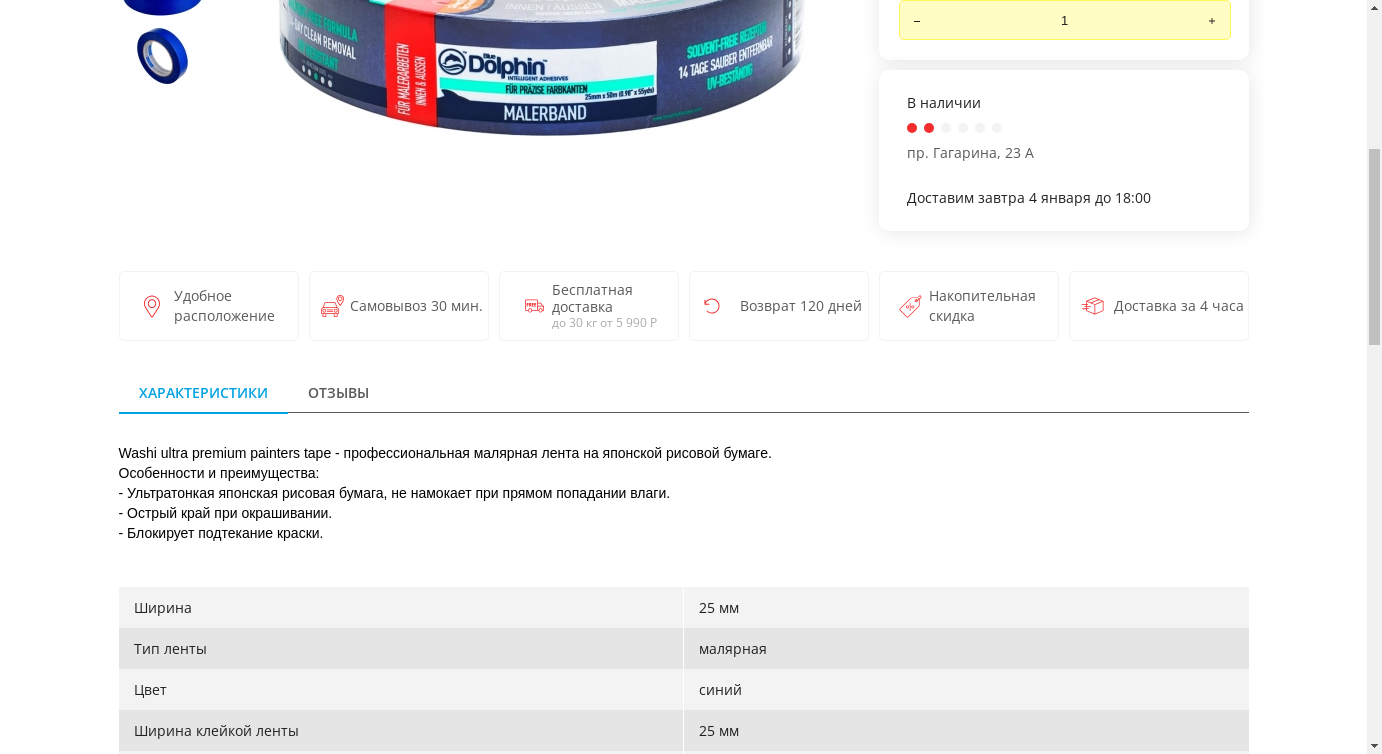 FREE FORMULA
-DAY CLEAN REMOVAL
FÜR MALERARBEITEN
INNEN & AUSSEN
Blue
Dolphin
INTELLIGENT ADHESIVES
FÜR PRÄZISE FARBKANTEN
25mm x 50m (0.98" x 55yds)
MALERBAND
SOLVENT-FREIE REZEPTUR
14 TAGE SAUBER ENTFERNBAR
UV-BESTÄNDIG
–
1
+
В наличии
пр. Гагарина, 23 А
Доставим завтра 4 января до 18:00
Удобное
расположение
Самовывоз 30 мин.
FREE
Бесплатная
доставка
до 30 кг от 5 990 Р
Возврат 120 дней
Накопительная
скидка
Доставка за 4 часа
ХАРАКТЕРИСТИКИ
ОТЗЫВЫ
Washi ultra premium painters tape - профессиональная малярная лента на японской рисовой бумаге.
Особенности и преимущества:
- Ультратонкая японская рисовая бумага, не намокает при прямом попадании влаги.
- Острый край при окрашивании.
- Блокирует подтекание краски.
Ширина 25 мм
Тип ленты малярная
Цвет синий
Ширина клейкой ленты 25 мм